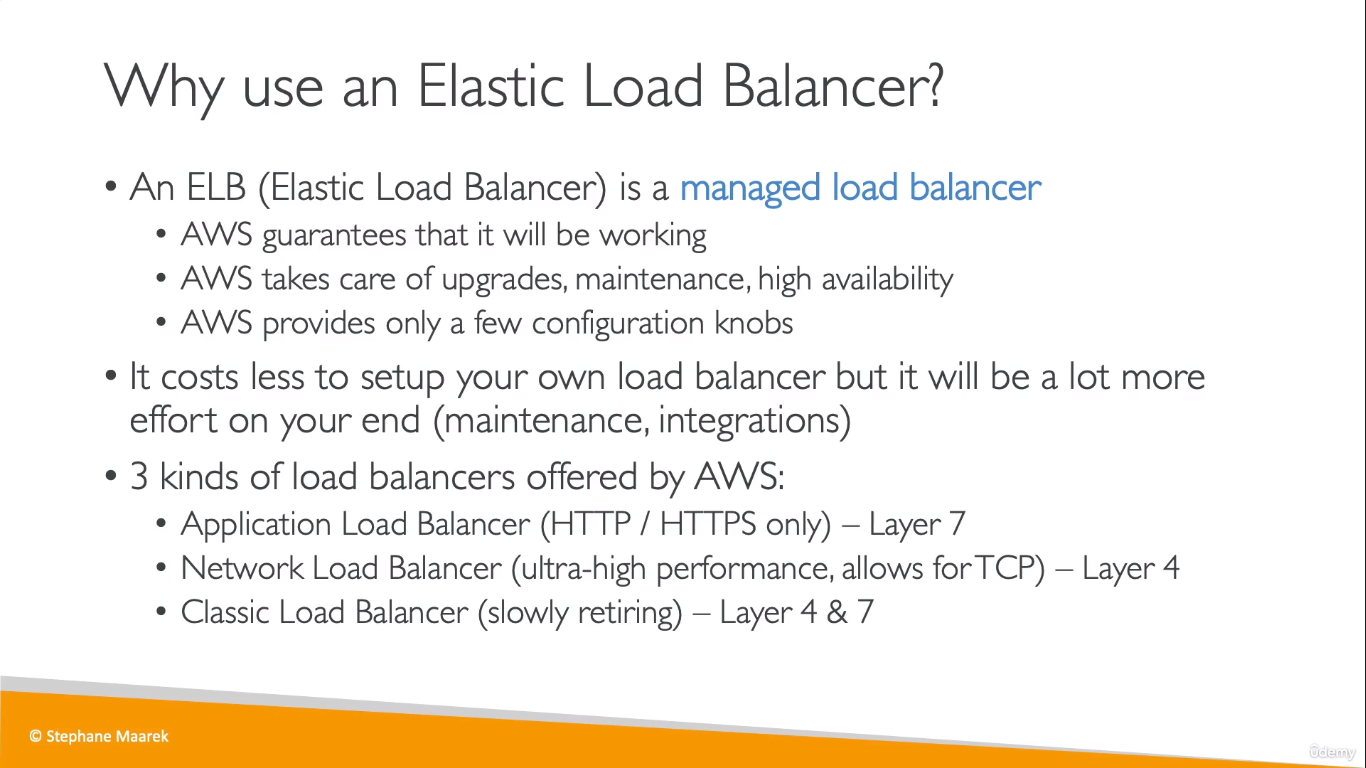 Why use an Elastic Load Balancer?
• An ELB (Elastic Load Balancer) is a managed load balancer
• AWS guarantees that it will be working
• AWS takes care of upgrades, maintenance, high availability
• AWS provides only a few configuration knobs
• It costs less to setup your own load balancer but it will be a lot more
effort on your end (maintenance, integrations)
• 3 kinds of load balancers offered by AWS:
• Application Load Balancer (HTTP / HTTPS only) – Layer 7
• Network Load Balancer (ultra-high performance, allows for TCP) – Layer 4
• Classic Load Balancer (slowly retiring) – Layer 4 & 7
© Stephane Maarek
ûdemy